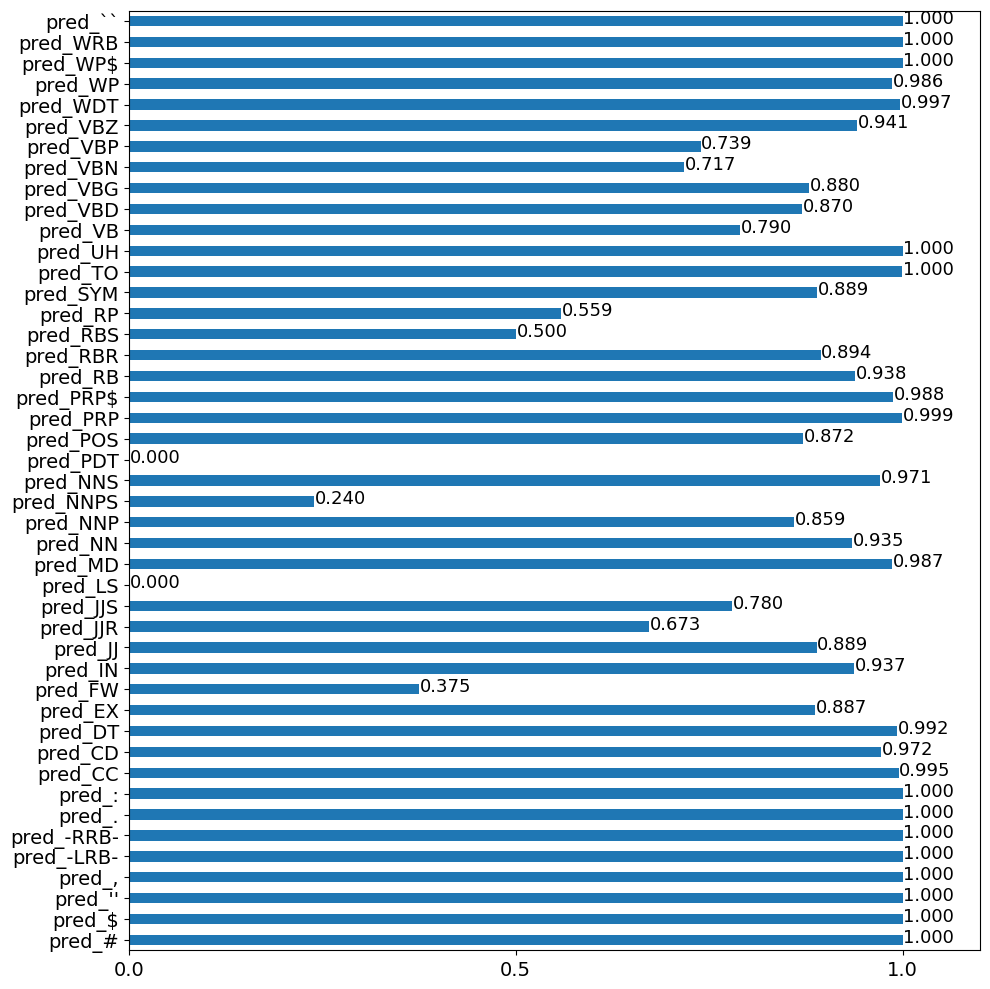 pred_`` 1.000
pred_WRB 1.000
pred_WP$ 1.000
pred_WP 0.986
pred_WDT 0.997
pred_VBZ 0.941
pred_VBP 0.739
pred_VBN 0.717
pred_VBG 0.880
pred_VBD 0.870
pred_VB 0.790
pred_UH 1.000
pred_TO 1.000
pred_SYM 0.889
pred_RP 0.559
pred_RBS 0.500
pred_RBR 0.894
pred_RB 0.938
pred_PRP$ 0.988
pred_PRP 0.999
pred_POS 0.872
pred_PDT 0.000
pred_NNS 0.971
pred_NNPS 0.240
pred_NNP 0.859
pred_NN 0.935
pred_MD 0.987
pred_LS 0.000
pred_JJS 0.780
pred_JJR 0.673
pred_JJ 0.889
pred_IN 0.937
pred_FW 0.375
pred_EX 0.887
pred_DT 0.992
pred_CD 0.972
pred_CC 0.995
pred_: 1.000
pred_. 1.000
pred_-RRB- 1.000
pred_-LRB- 1.000
pred_, 1.000
pred_'' 1.000
pred_$ 1.000
pred_# 1.000
0.0 0.5 1.0